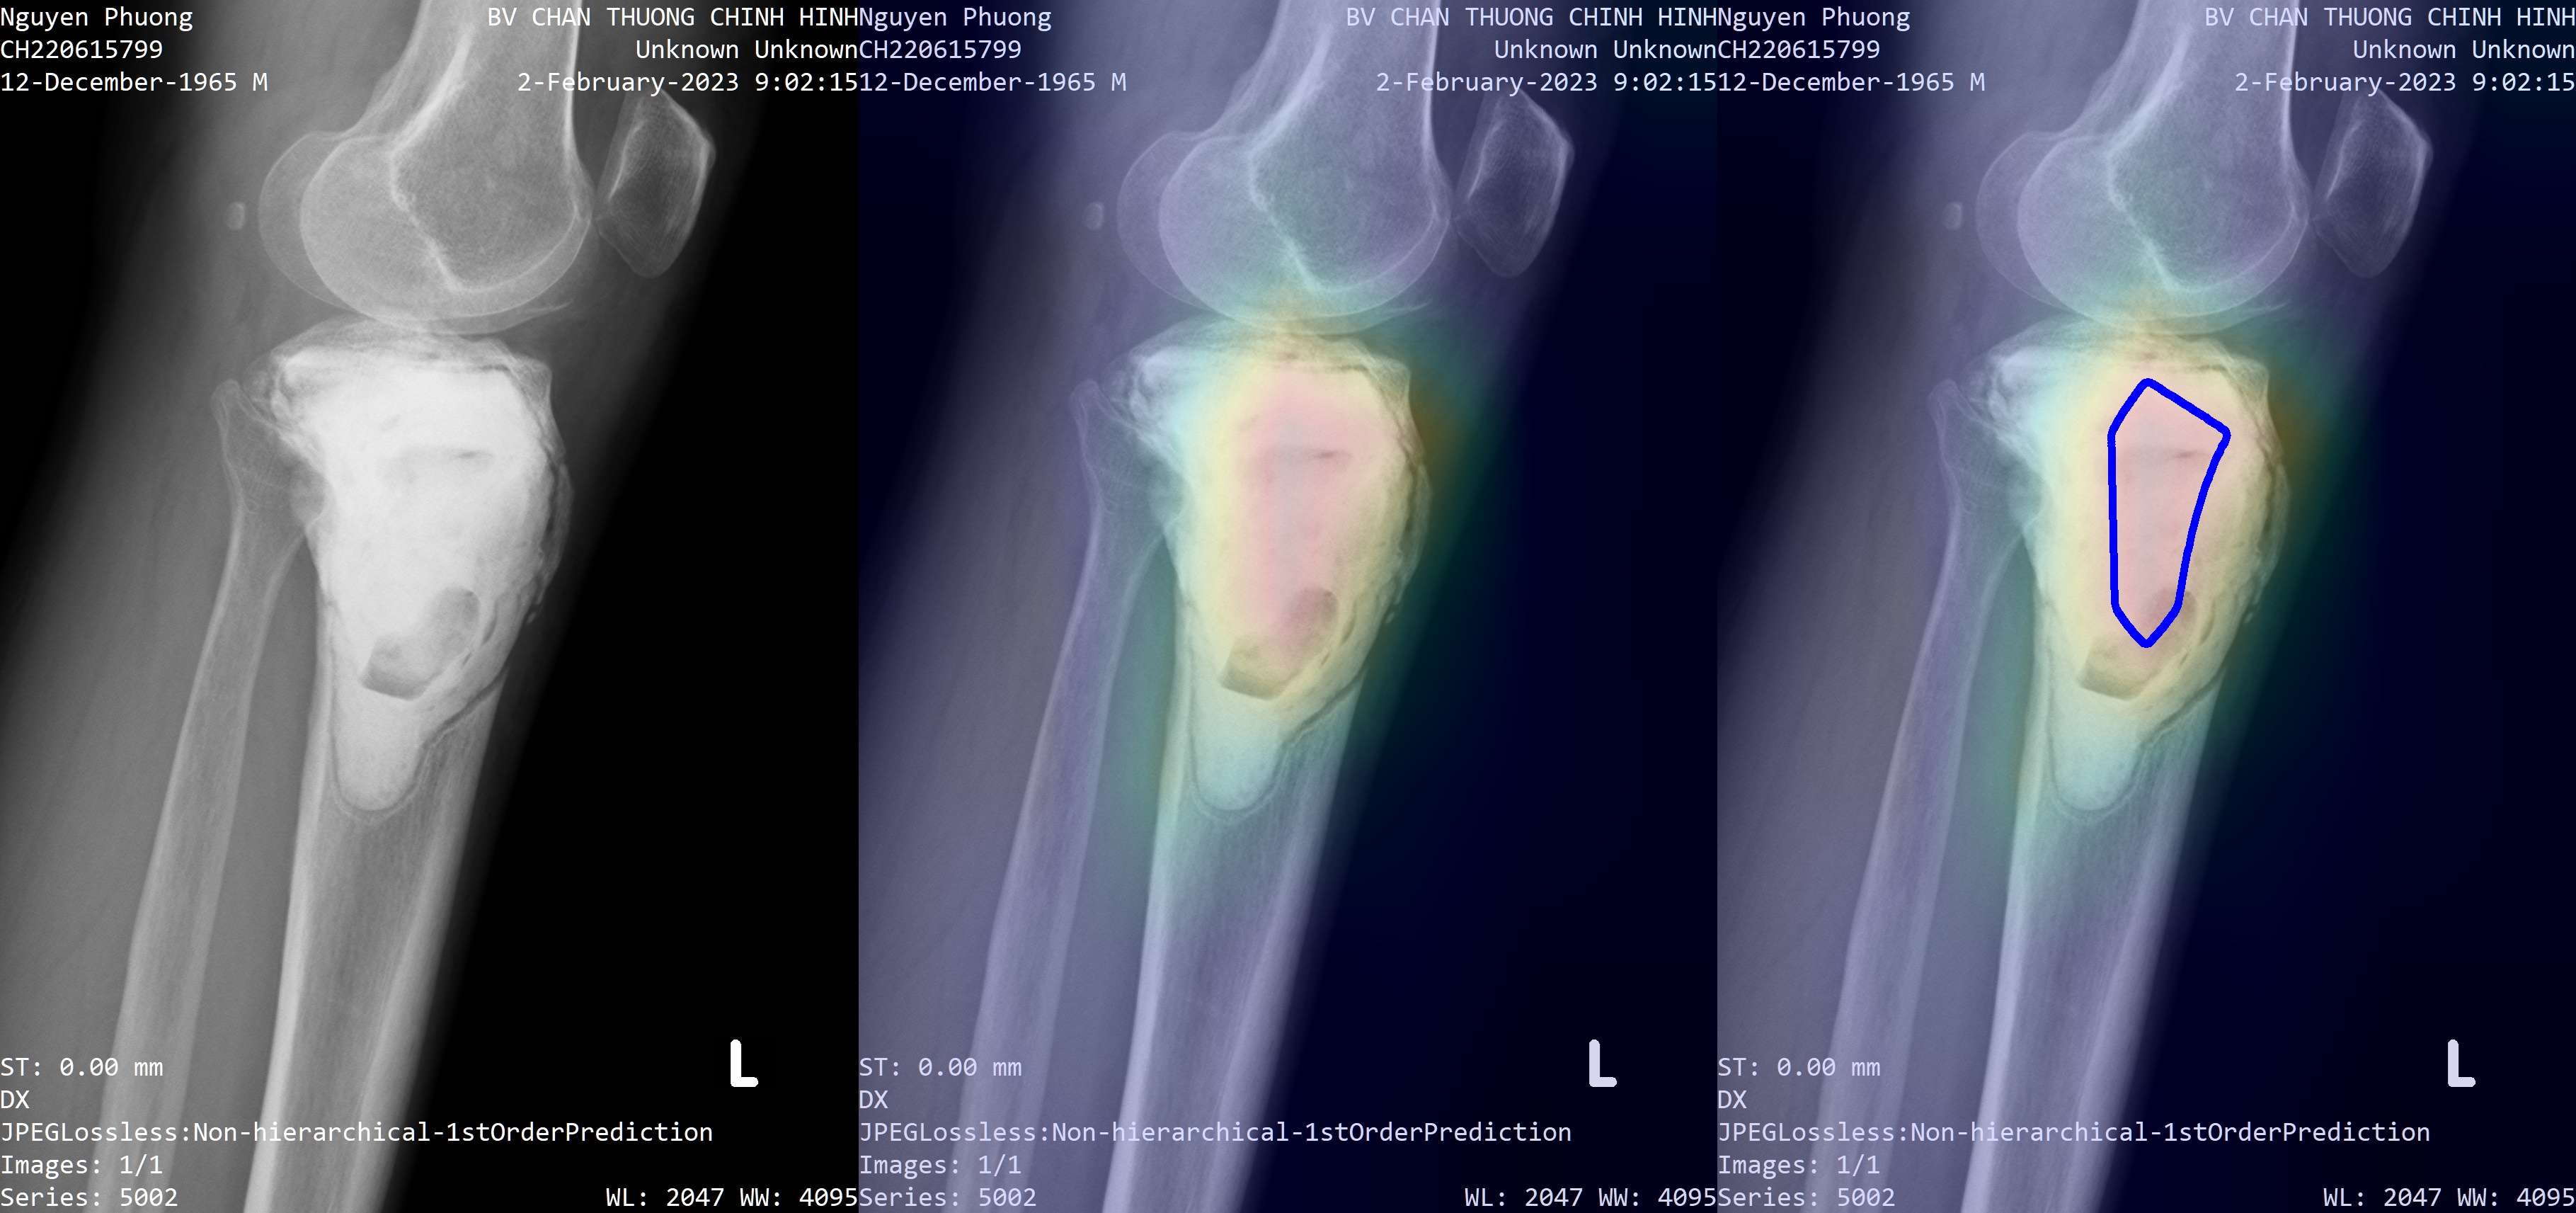 Nguyen Phuong
CH220615799
12-December-1965 M
BV CHAN THUONG CHINH HINH
Unknown Unknown
2-February-2023 9:02:15
ST: 0.00 mm
DX
JPEGLossless:Non-hierarchical-1stOrderPrediction
Images: 1/1
Series: 5002
WL: 2047 WW: 4095
L
Nguyen Phuong
CH220615799
12-December-1965 M
BV CHAN THUONG CHINH HINH
Unknown Unknown
2-February-2023 9:02:15
ST: 0.00 mm
DX
JPEGLossless:Non-hierarchical-1stOrderPrediction
Images: 1/1
Series: 5002
WL: 2047 WW: 4095
L
Nguyen Phuong
CH220615799
12-December-1965 M
BV CHAN THUONG CHINH HINH
Unknown Unknown
2-February-2023 9:02:15
ST: 0.00 mm
DX
JPEGLossless:Non-hierarchical-1stOrderPrediction
Images: 1/1
Series: 5002
WL: 2047 WW: 4095
L